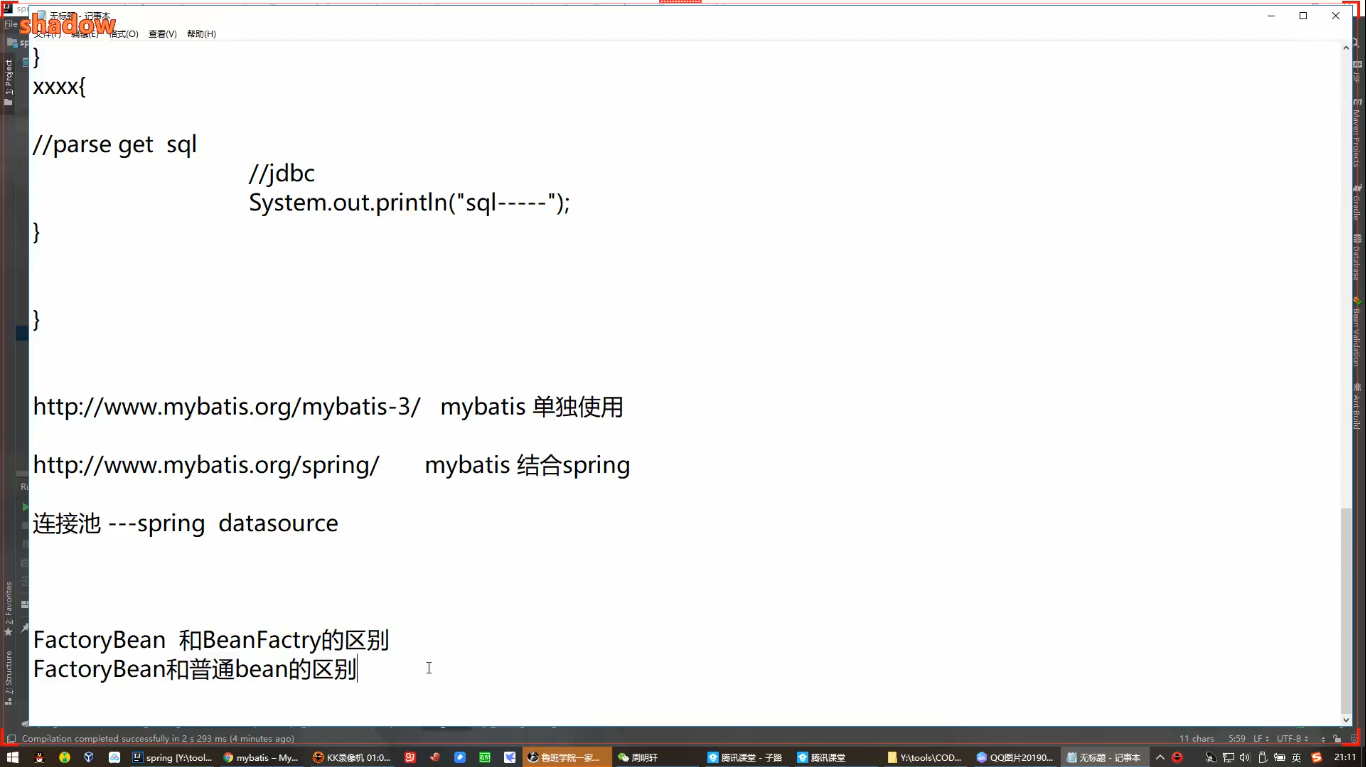 无标题 - 记事本
shadow
文件(F) 编辑(E) 格式(O) 查看(V) 帮助(H)
}
xxxx{
//parse get  sql
//jdbc
System.out.println("sql-----");
}
}
http://www.mybatis.org/mybatis-3/   mybatis 单独使用
http://www.mybatis.org/spring/   mybatis 结合spring
连接池 ---spring  datasource
FactoryBean  和BeanFactry的区别
FactoryBean和普通bean的区别
1: Project
2: Favorites
Z: Structure
Maven Projects
Gradle
Database
Bean Validation
Ant Build
Compilation completed successfully in 2 s 293 ms (4 minutes ago)
11 chars 5:59 LF UTF-8
spring [Y:\tool... mybatis – My... KK录像机 01:0... 鲁班学院一家... 周明轩 腾讯课堂 - 子路 腾讯课堂 Y:\tools\COD... QQ图片20190... 无标题 - 记事本 英 21:11